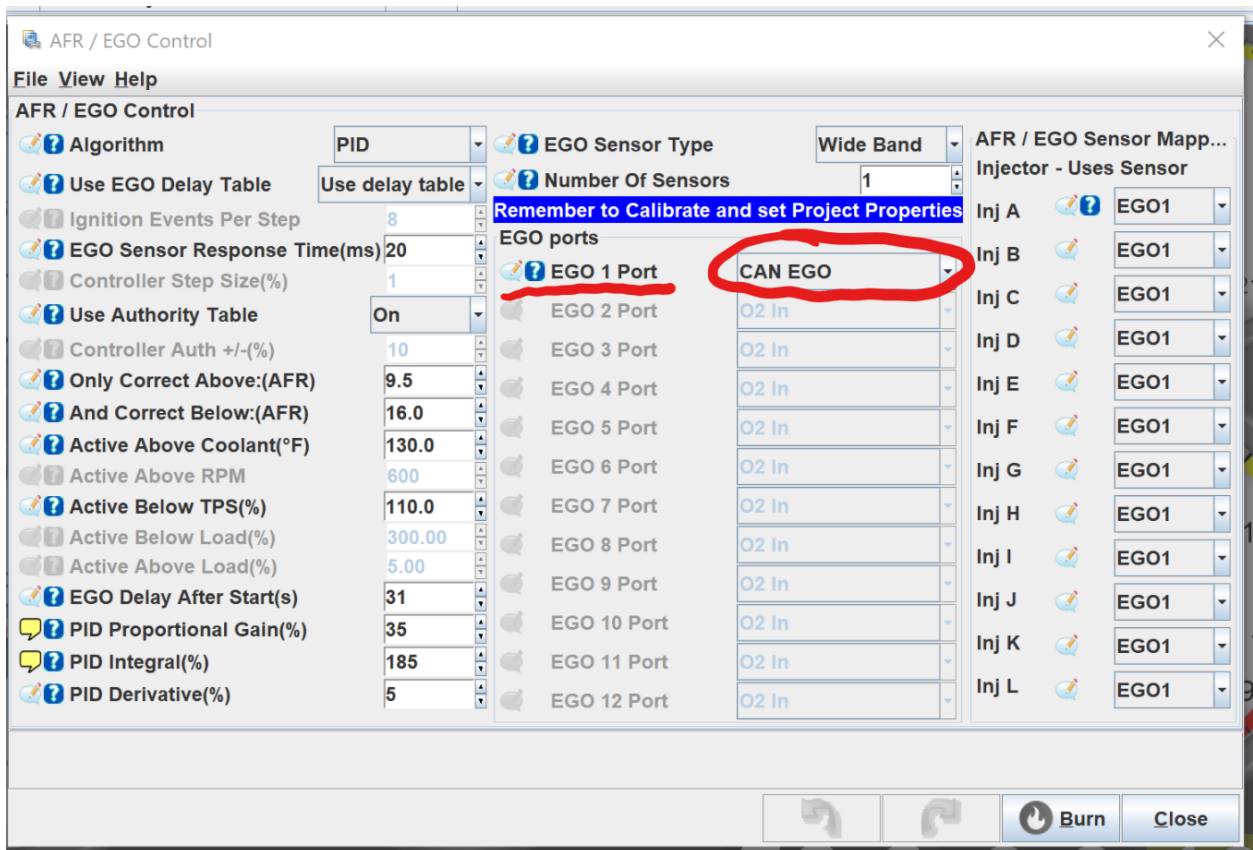 AFR / EGO Control
File View Help
AFR / EGO Control
Algorithm PID
Use EGO Delay Table Use delay table
Ignition Events Per Step 8
EGO Sensor Response Time(ms) 20
Controller Step Size(%) 1
Use Authority Table On
Controller Auth +/-(%) 10
Only Correct Above:(AFR) 9.5
And Correct Below:(AFR) 16.0
Active Above Coolant(°F) 130.0
Active Above RPM 600
Active Below TPS(%) 110.0
Active Below Load(%) 300.00
Active Above Load(%) 5.00
EGO Delay After Start(s) 31
PID Proportional Gain(%) 35
PID Integral(%) 185
PID Derivative(%) 5
EGO Sensor Type Wide Band
Number Of Sensors 1
Remember to Calibrate and set Project Properties
EGO ports
EGO 1 Port CAN EGO
EGO 2 Port O2 In
EGO 3 Port O2 In
EGO 4 Port O2 In
EGO 5 Port O2 In
EGO 6 Port O2 In
EGO 7 Port O2 In
EGO 8 Port O2 In
EGO 9 Port O2 In
EGO 10 Port O2 In
EGO 11 Port O2 In
EGO 12 Port O2 In
AFR / EGO Sensor Mapp...
Injector - Uses Sensor
Inj A EGO1
Inj B EGO1
Inj C EGO1
Inj D EGO1
Inj E EGO1
Inj F EGO1
Inj G EGO1
Inj H EGO1
Inj I EGO1
Inj J EGO1
Inj K EGO1
Inj L EGO1
Burn Close